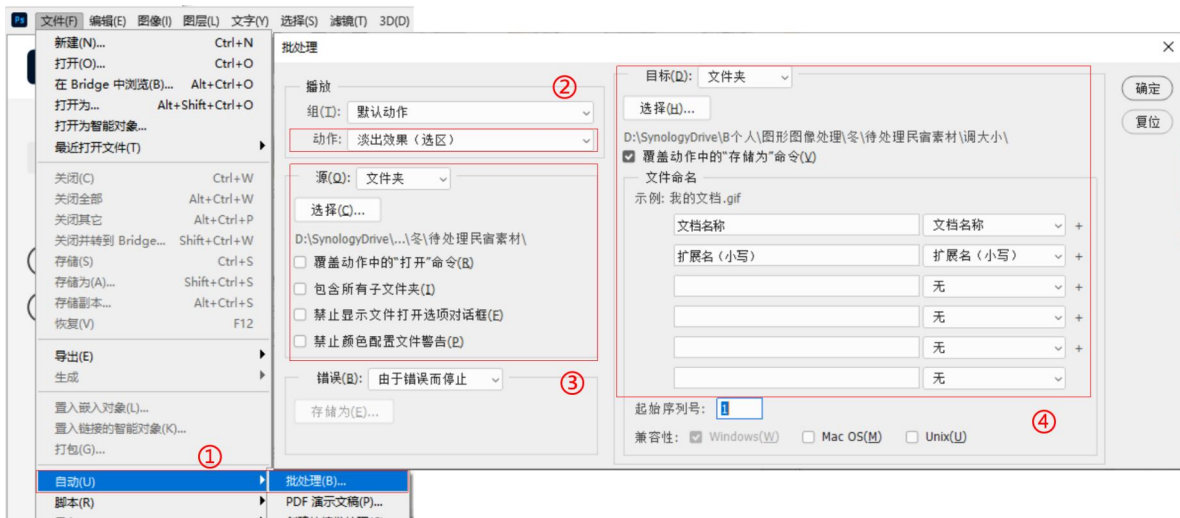 Ps 文件(F) 编辑(E) 图像(I) 图层(L) 文字(Y) 选择(S) 滤镜(T) 3D(D)
新建(N)... Ctrl+N
打开(O)... Ctrl+O
在 Bridge 中浏览(B)... Alt+Ctrl+O
打开为... Alt+Shift+Ctrl+O
打开为智能对象...
最近打开文件(T)
关闭(C) Ctrl+W
关闭全部 Alt+Ctrl+W
关闭其它 Alt+Ctrl+P
关闭并转到 Bridge... Shift+Ctrl+W
存储(S) Ctrl+S
存储为(A)... Shift+Ctrl+S
存储副本... Alt+Ctrl+S
恢复(V) F12
导出(E)
生成
置入嵌入对象(L)...
置入链接的智能对象(K)...
打包(G)...
①
自动(U)
脚本(R)
批处理(B)...
PDF 演示文稿(P)...
批处理
播放
②
组(T): 默认动作
动作: 淡出效果（选区）
源(O): 文件夹
选择(C)...
D:\SynologyDrive\...\冬\待处理民宿素材\
覆盖动作中的"打开"命令(R)
包含所有子文件夹(I)
禁止显示文件打开选项对话框(F)
禁止颜色配置文件警告(P)
③
错误(B): 由于错误而停止
存储为(E)...
目标(D): 文件夹
选择(H)...
D:\SynologyDrive\B个人\图形图像处理\冬\待处理民宿素材\调大小\
覆盖动作中的"存储为"命令(V)
文件命名
示例: 我的文档.gif
文档名称 文档名称 +
扩展名（小写） 扩展名（小写） +
无 +
无 +
无 +
无
起始序列号: 1
④
兼容性: Windows(W) Mac OS(M) Unix(U)
确定
复位